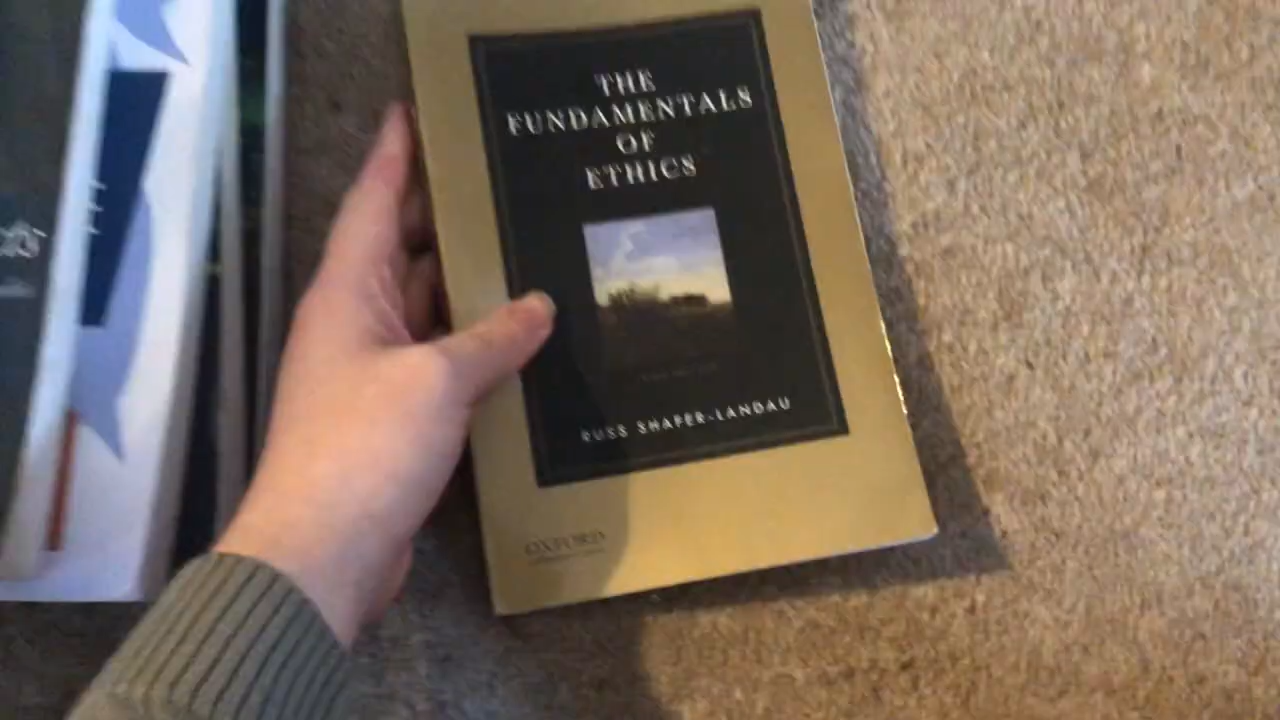 THE
FUNDAMENTALS
OF
ETHICS
RUSS SHAFER-LANDAU
OXFORD